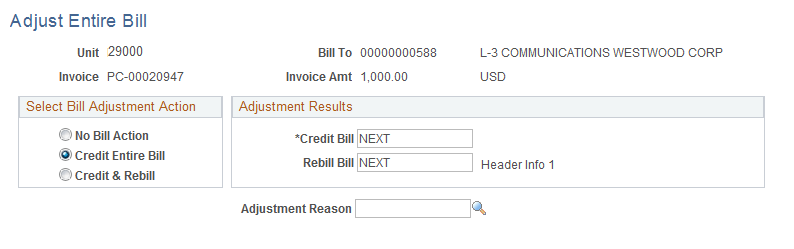 Adjust Entire Bill
Unit 29000 Bill To 00000000588 L-3 COMMUNICATIONS WESTWOOD CORP
Invoice PC-00020947 Invoice Amt 1,000.00 USD
Select Bill Adjustment Action
No Bill Action
Credit Entire Bill
Credit & Rebill
Adjustment Results
*Credit Bill NEXT
Rebill Bill NEXT Header Info 1
Adjustment Reason